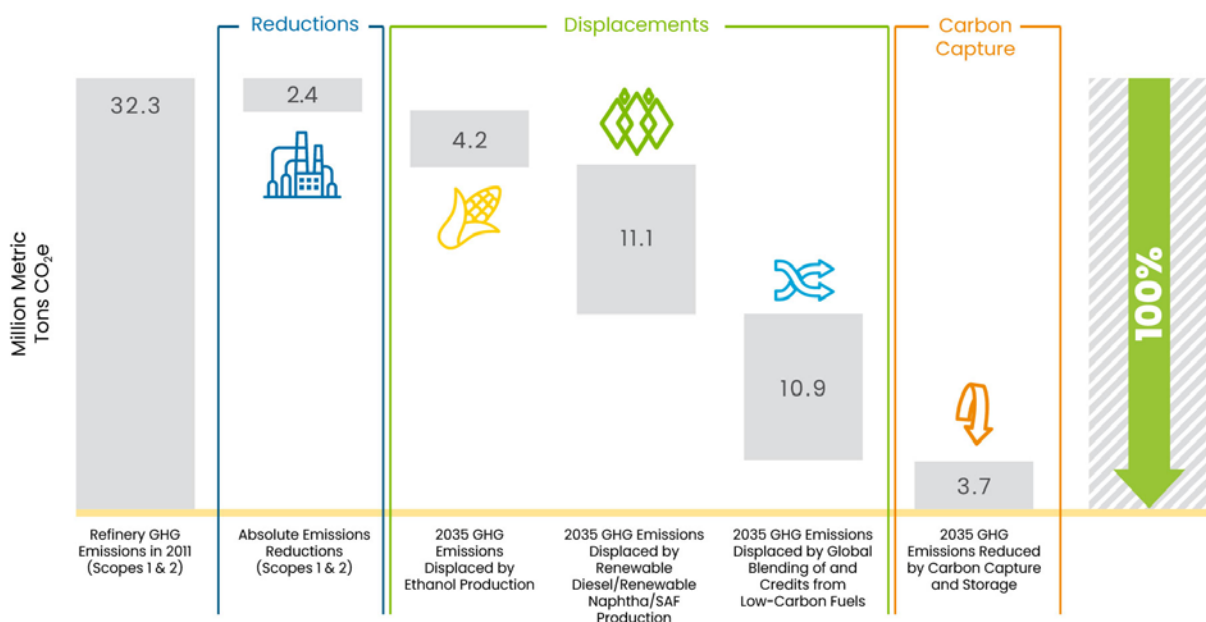 Reductions
Displacements
Carbon
Capture
32.3
2.4
4.2
11.1
10.9
3.7
100%
Million Metric
Tons CO₂e
Refinery GHG
Emissions in 2011
(Scopes 1 & 2)
Absolute Emissions
Reductions
(Scopes 1 & 2)
2035 GHG
Emissions
Displaced by
Ethanol Production
2035 GHG Emissions
Displaced by
Renewable
Diesel/Renewable
Naphtha/SAF
Production
2035 GHG Emissions
Displaced by Global
Blending of and
Credits from
Low-Carbon Fuels
2035 GHG
Emissions Reduced
by Carbon Capture
and Storage